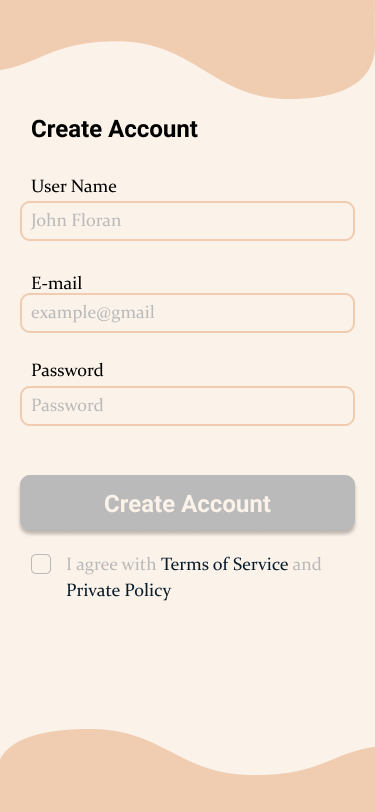 Create Account
User Name
John Floran
E-mail
example@gmail
Password
Password
Create Account
I agree with Terms of Service and
Private Policy